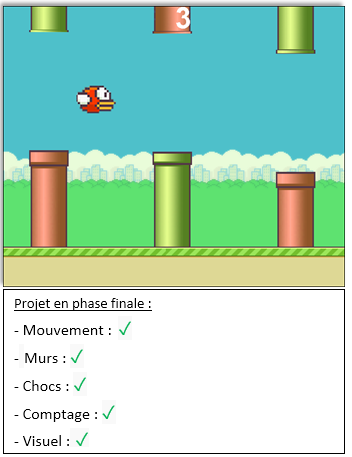 3
Projet en phase finale :
- Mouvement : ✓
- Murs : ✓
- Chocs : ✓
- Comptage : ✓
- Visuel : ✓